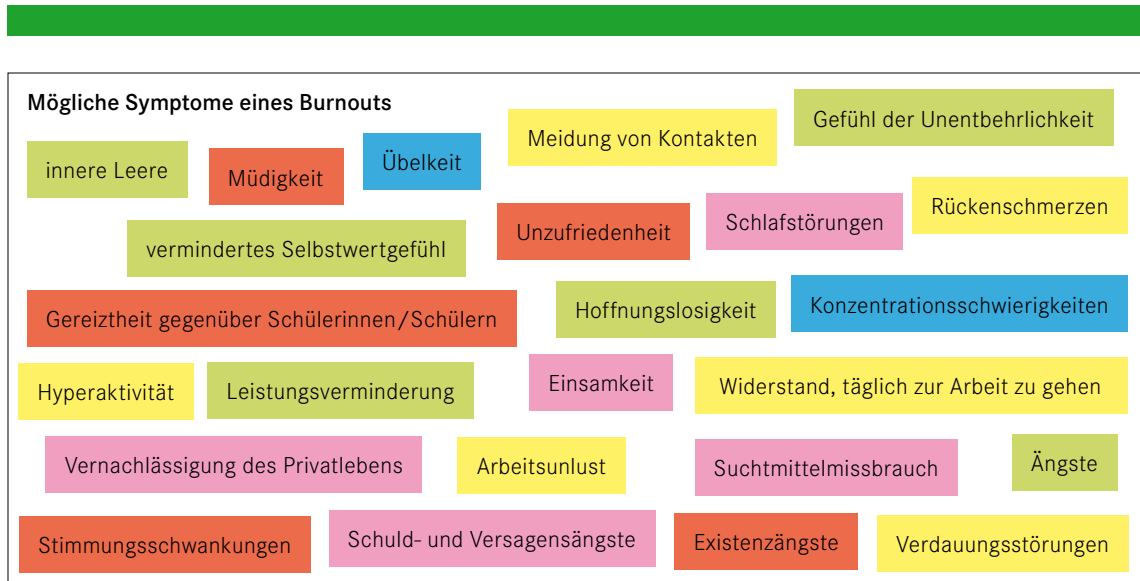 Mögliche Symptome eines Burnouts
Gefühl der Unentbehrlichkeit
Meidung von Kontakten
innere Leere
Müdigkeit
Übelkeit
Rückenschmerzen
Schlafstörungen
Unzufriedenheit
vermindertes Selbstwertgefühl
Gereiztheit gegenüber Schülerinnen/Schülern
Hoffnungslosigkeit
Konzentrationsschwierigkeiten
Hyperaktivität
Leistungsverminderung
Einsamkeit
Widerstand, täglich zur Arbeit zu gehen
Vernachlässigung des Privatlebens
Arbeitsunlust
Suchtmittelmissbrauch
Ängste
Stimmungsschwankungen
Schuld- und Versagensängste
Existenzängste
Verdauungsstörungen